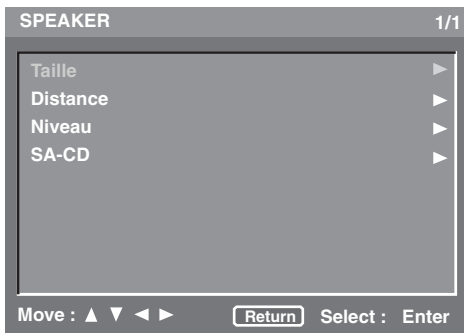 SPEAKER 1/1
Taille ▶
Distance ▶
Niveau ▶
SA-CD ▶
Move : ▲ ▼ ◀ ▶ Return Select : Enter